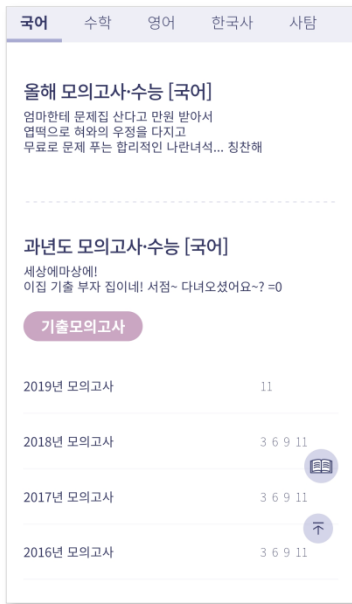 국어 수학 영어 한국사 사탐
올해 모의고사·수능 [국어]
엄마한테 문제집 산다고 만원 받아서
엽떡으로 혀와의 우정을 다지고
무료로 문제 푸는 합리적인 나란녀석... 칭찬해
과년도 모의고사·수능 [국어]
세상에마상에!
이집 기출 부자 집이네! 서점~ 다녀오셨어요~? =0
기출모의고사
2019년 모의고사 11
2018년 모의고사 3 6 9 11
2017년 모의고사 3 6 9 11
2016년 모의고사 3 6 9 11